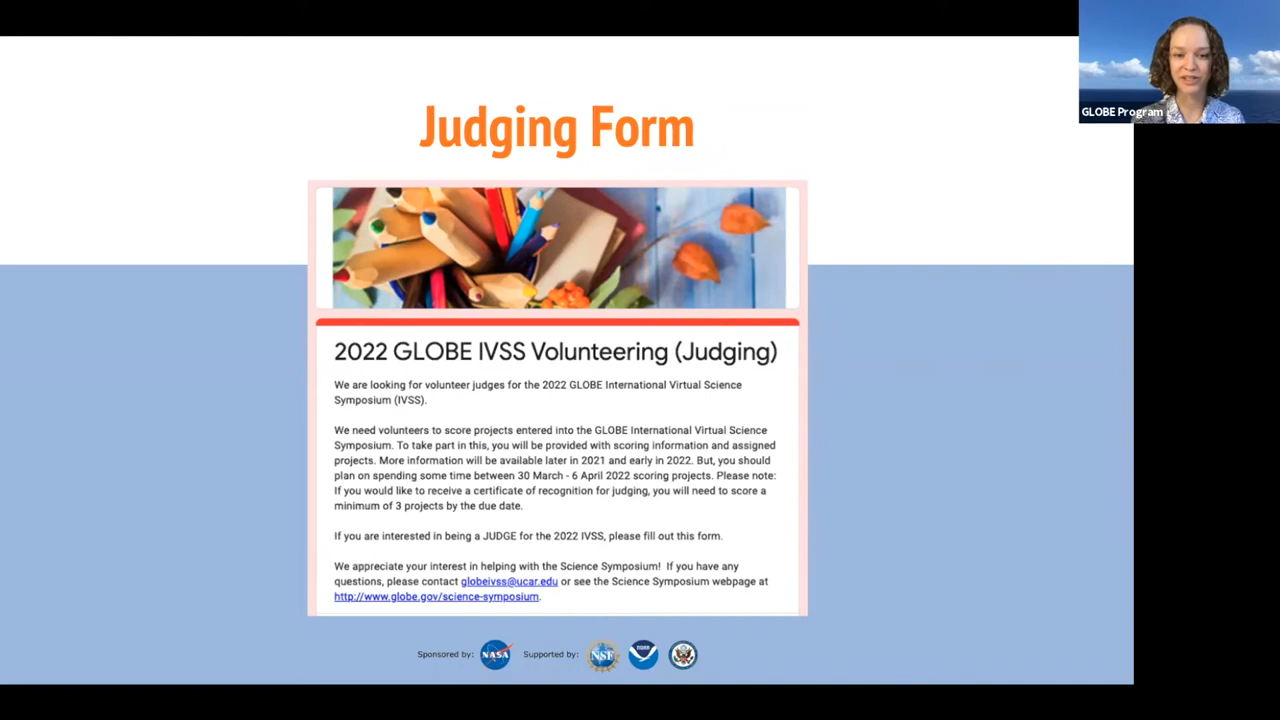 Judging Form
GLOBE Program
2022 GLOBE IVSS Volunteering (Judging)
We are looking for volunteer judges for the 2022 GLOBE International Virtual Science
Symposium (IVSS).
We need volunteers to score projects entered into the GLOBE International Virtual Science
Symposium. To take part in this, you will be provided with scoring information and assigned
projects. More information will be available later in 2021 and early in 2022. But, you should
plan on spending some time between 30 March - 6 April 2022 scoring projects. Please note:
If you would like to receive a certificate of recognition for judging, you will need to score a
minimum of 3 projects by the due date.
If you are interested in being a JUDGE for the 2022 IVSS, please fill out this form.
We appreciate your interest in helping with the Science Symposium! If you have any
questions, please contact globeivss@ucar.edu or see the Science Symposium webpage at
http://www.globe.gov/science-symposium.
Sponsored by: NASA Supported by: NSF NOAA